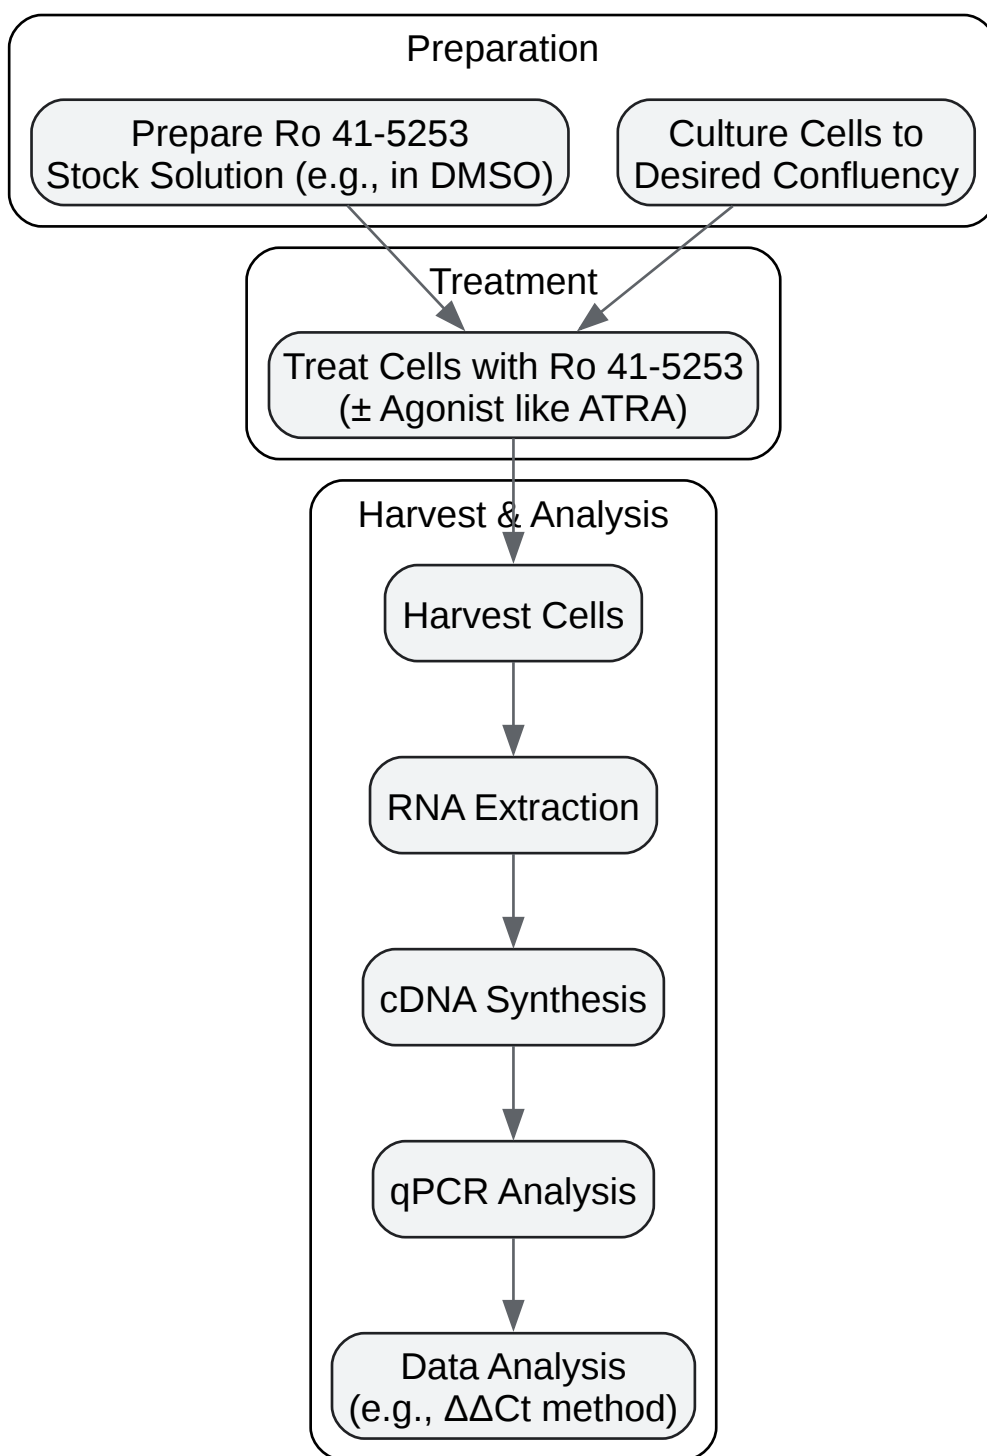 Preparation
Prepare Ro 41-5253
Stock Solution (e.g., in DMSO)
Culture Cells to
Desired Confluency
Treatment
Treat Cells with Ro 41-5253
(± Agonist like ATRA)
Harvest & Analysis
Harvest Cells
RNA Extraction
cDNA Synthesis
qPCR Analysis
Data Analysis
(e.g., ΔΔCt method)